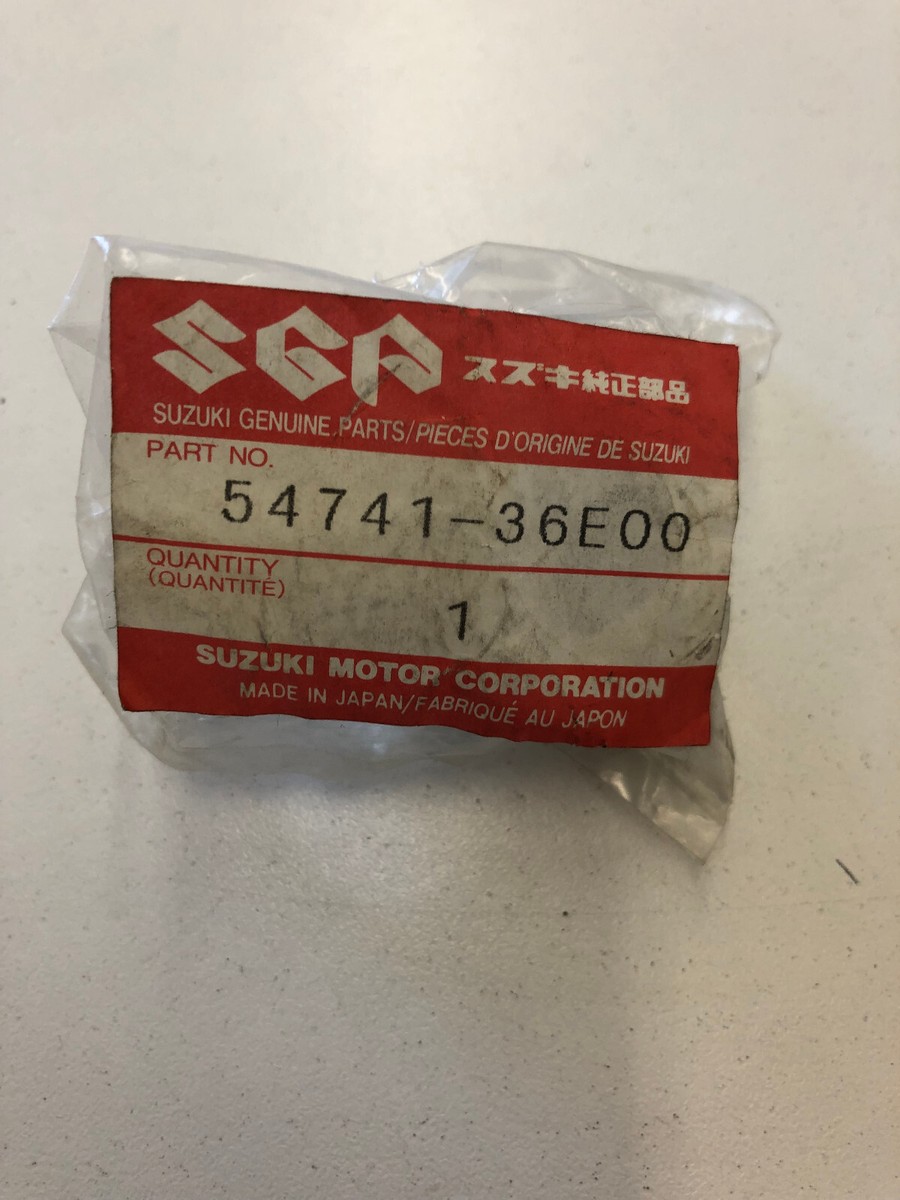 SGP スズキ純正部品
SUZUKI GENUINE PARTS/PIECES D'ORIGINE DE SUZUKI
PART NO.
54741-36E00
QUANTITY
(QUANTITÉ)
1
SUZUKI MOTOR CORPORATION
MADE IN JAPAN/FABRIQUÉ AU JAPON